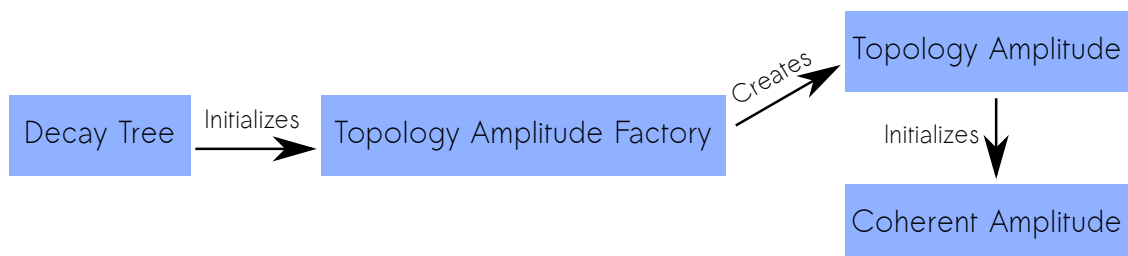 Decay Tree
Initializes
Topology Amplitude Factory
Creates
Topology Amplitude
Initializes
Coherent Amplitude